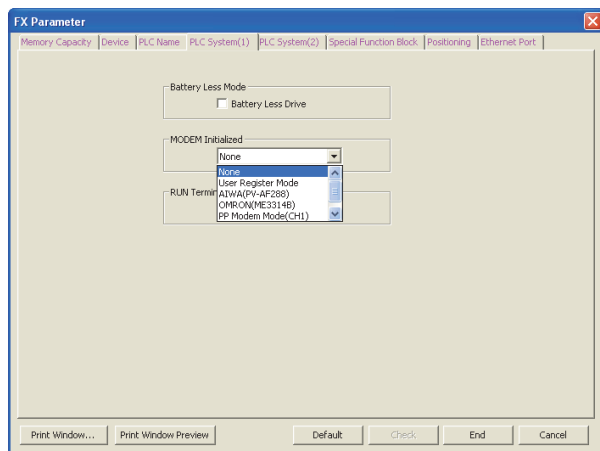 FX Parameter
Memory Capacity Device PLC Name PLC System(1) PLC System(2) Special Function Block Positioning Ethernet Port
Battery Less Mode
Battery Less Drive
MODEM Initialized
None
None
User Register Mode
AIWA(PV-AF288)
RUN Termin
OMRON(ME3314B)
PP Modem Mode(CH1)
Print Window... Print Window Preview Default Check End Cancel